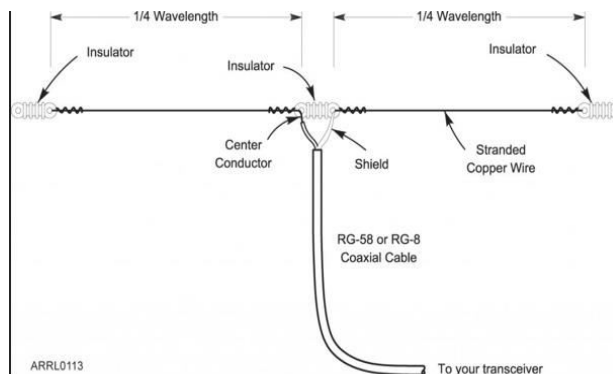 1/4 Wavelength
1/4 Wavelength
Insulator
Insulator
Insulator
Center
Conductor
Shield
Stranded
Copper Wire
RG-58 or RG-8
Coaxial Cable
ARRL0113
To your transceiver